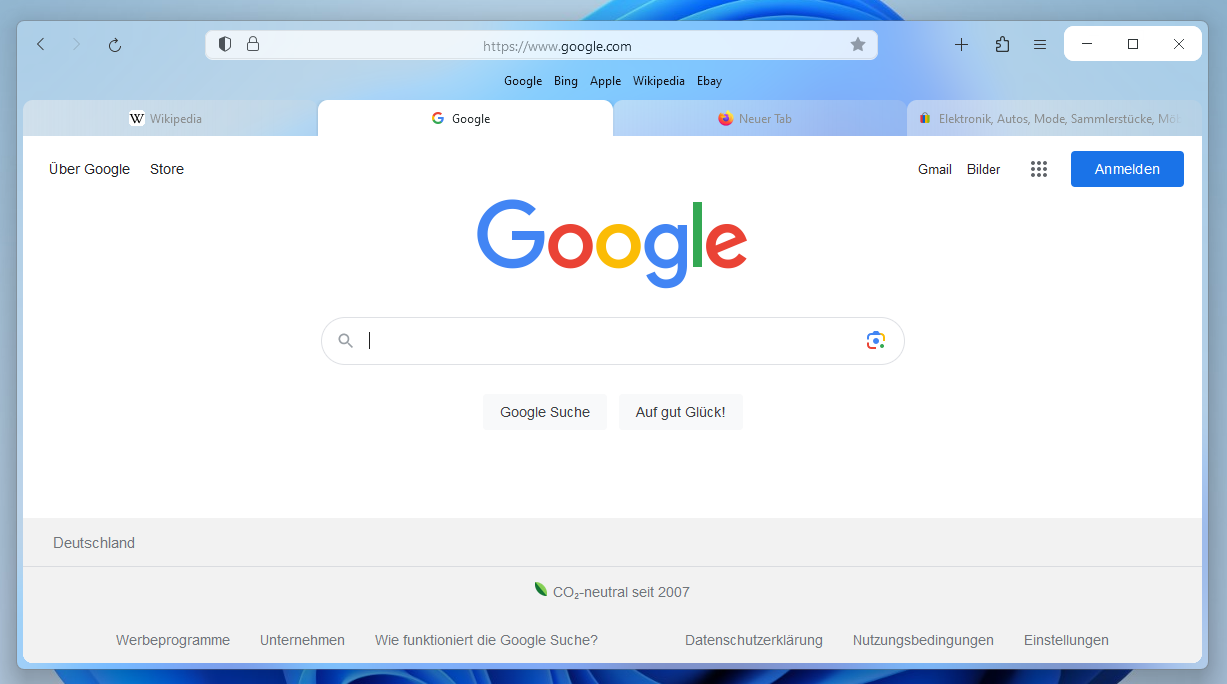 https://www.google.com
Google Bing Apple Wikipedia Ebay
W Wikipedia
G Google
Neuer Tab
Elektronik, Autos, Mode, Sammlerstücke,
Über Google Store
Gmail Bilder Anmelden
Google
Google Suche Auf gut Glück!
Deutschland
CO₂-neutral seit 2007
Werbeprogramme Unternehmen Wie funktioniert die Google Suche? Datenschutzerklärung Nutzungsbedingungen Einstellungen